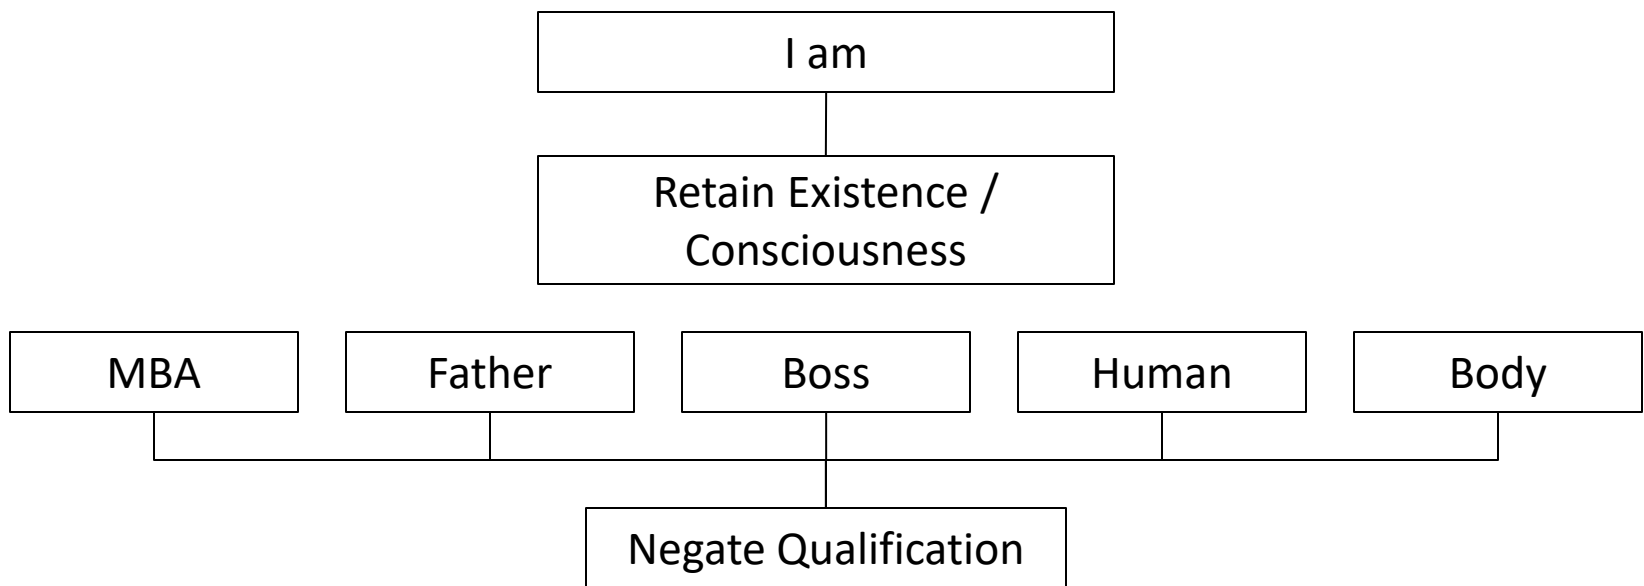 I am
Retain Existence /
Consciousness
MBA
Father
Boss
Human
Body
Negate Qualification